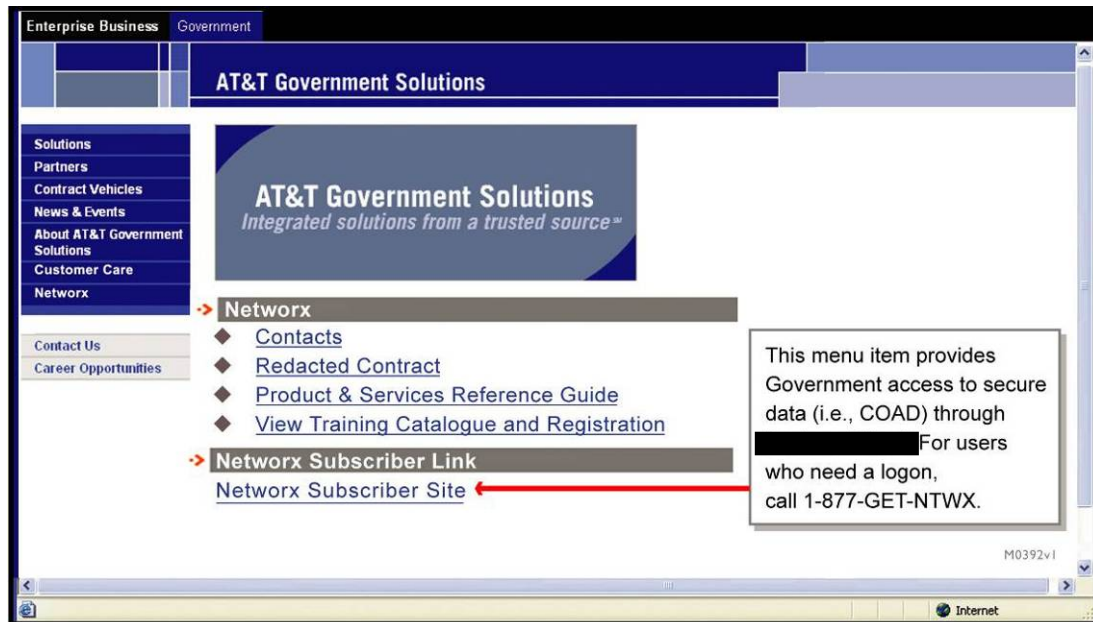 Enterprise Business Government
AT&T Government Solutions
Solutions
Partners
Contract Vehicles
News & Events
About AT&T Government
Solutions
Customer Care
Networx
Contact Us
Career Opportunities
AT&T Government Solutions
Integrated solutions from a trusted source℠
Networx
Contacts
Redacted Contract
Product & Services Reference Guide
View Training Catalogue and Registration
Networx Subscriber Link
Networx Subscriber Site
This menu item provides
Government access to secure
data (i.e., COAD) through
For users
who need a logon,
call 1-877-GET-NTWX.
M0392v1
Internet